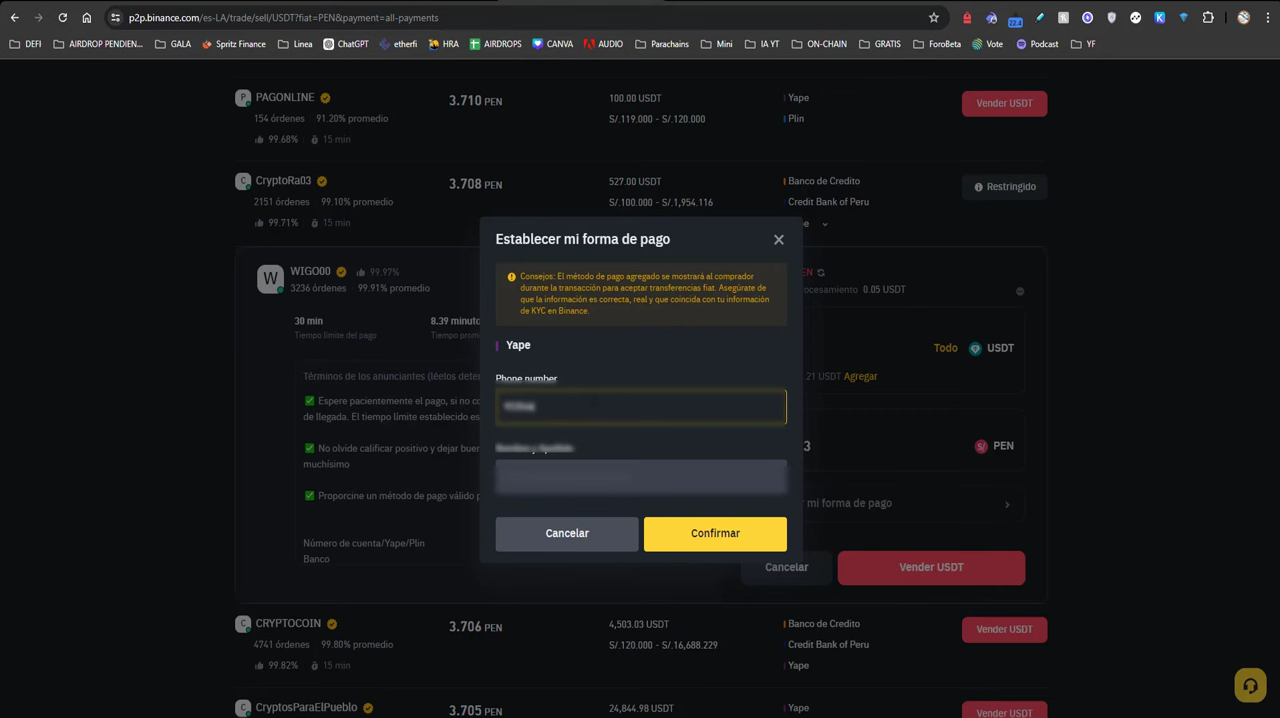 p2p.binance.com/es-LA/trade/sell/USDT?fiat=PEN&payment=all-payments
22.4
DEFI
AIRDROP PENDIEN...
GALA
Spritz Finance
Linea
ChatGPT
etherfi
HRA
AIRDROPS
CANVA
AUDIO
Parachains
Mini
IA YT
ON-CHAIN
GRATIS
ForoBeta
Vote
Podcast
YF
P PAGONLINE 3.710 PEN 100.00 USDT Yape Vender USDT
154 órdenes 91.20% promedio S/.119.000 - S/.120.000 Plin
99.68% 15 min
C CryptoRa03 3.708 PEN 527.00 USDT Banco de Credito Restringido
2151 órdenes 99.10% promedio S/.100.000 - S/.1,954.116 Credit Bank of Peru
99.71% 15 min
W WIGO00 99.97%
3236 órdenes 99.91% promedio
30 min
Tiempo límite del pago
8.39 minuto
Tiempo pro
Términos de los anunciantes (léelos dete
Espere pacientemente el pago, si no co
de llegada. El tiempo límite establecido es
No olvide calificar positivo y dejar buen
muchísimo
Proporcine un método de pago válido p
Número de cuenta/Yape/Plin
Banco
Establecer mi forma de pago
Consejos: El método de pago agregado se mostrará al comprador
durante la transacción para aceptar transferencias fiat. Asegúrate de
que la información es correcta, real y que coincida con tu información
de KYC en Binance.
Yape
Phone number
Cancelar
Confirmar
EN
ocesamiento 0.05 USDT
Todo USDT
21 USDT Agregar
3 S/ PEN
mi forma de pago
Cancelar
Vender USDT
C CRYPTOCOIN 3.706 PEN 4,503.03 USDT Banco de Credito Vender USDT
4741 órdenes 99.80% promedio S/.120.000 - S/.16,688.229 Credit Bank of Peru
99.82% 15 min Yape
C CryptosParaElPueblo 3.705 PEN 24,844.98 USDT Yape Vender USDT